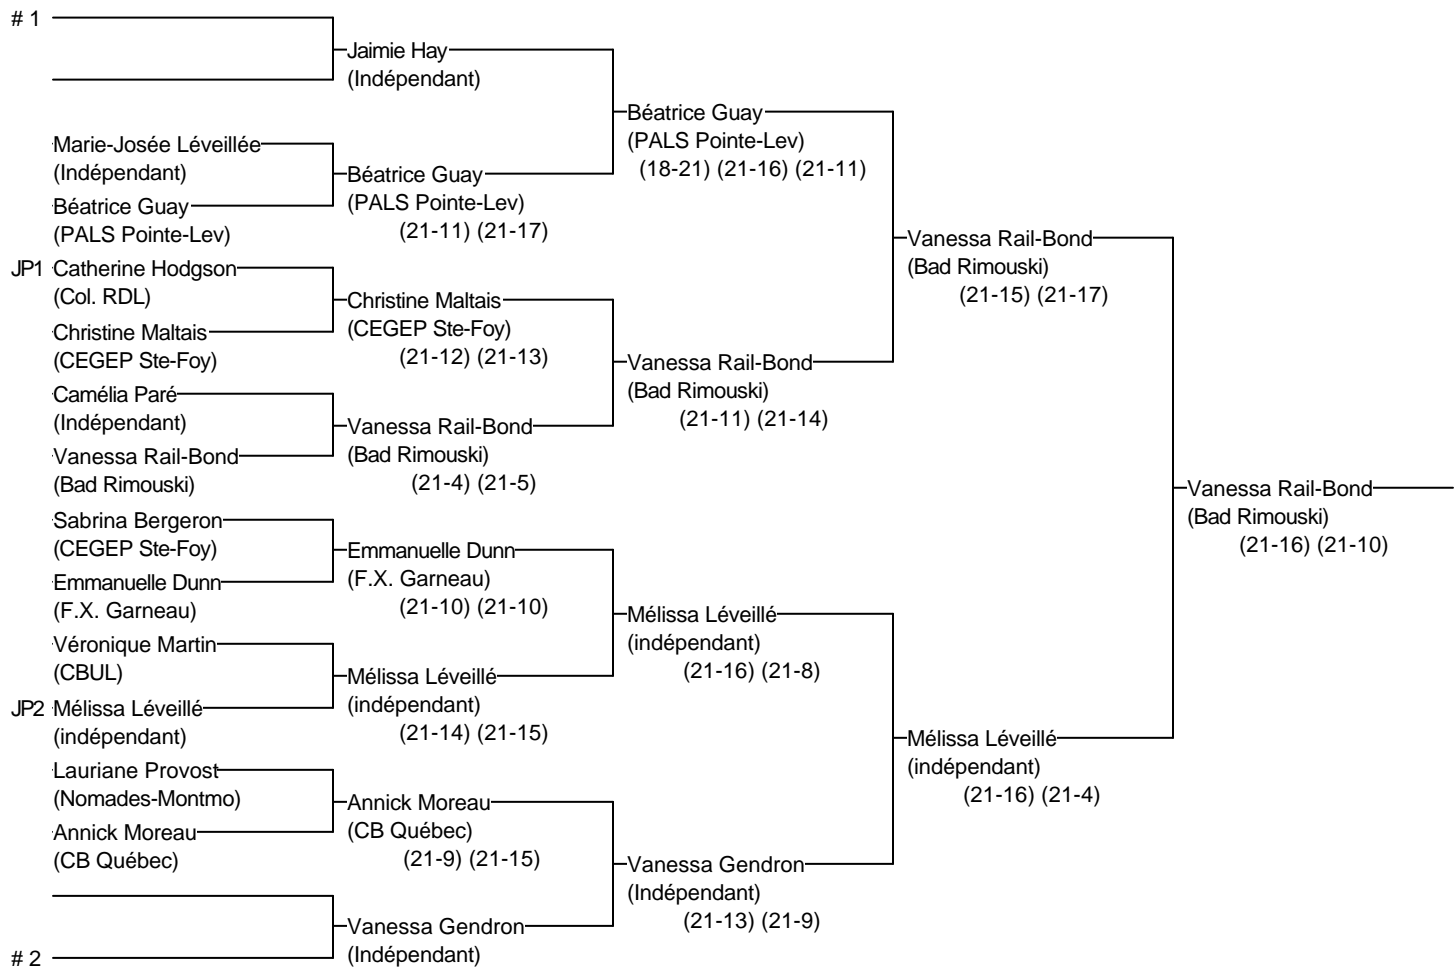 # 1
Jaimie Hay
(Indépendant)
Béatrice Guay
(PALS Pointe-Lev)
(18-21) (21-16) (21-11)
Marie-Josée Léveillée
(Indépendant)
Béatrice Guay
(PALS Pointe-Lev)
(21-11) (21-17)
Béatrice Guay
(PALS Pointe-Lev)
Vanessa Rail-Bond
(Bad Rimouski)
(21-15) (21-17)
JP1 Catherine Hodgson
(Col. RDL)
Christine Maltais
(CEGEP Ste-Foy)
(21-12) (21-13)
Christine Maltais
(CEGEP Ste-Foy)
Vanessa Rail-Bond
(Bad Rimouski)
(21-11) (21-14)
Camélia Paré
(Indépendant)
Vanessa Rail-Bond
(Bad Rimouski)
(21-4) (21-5)
Vanessa Rail-Bond
(Bad Rimouski)
Vanessa Rail-Bond
(Bad Rimouski)
(21-16) (21-10)
Sabrina Bergeron
(CEGEP Ste-Foy)
Emmanuelle Dunn
(F.X. Garneau)
(21-10) (21-10)
Emmanuelle Dunn
(F.X. Garneau)
Mélissa Léveillé
(indépendant)
(21-16) (21-8)
Véronique Martin
(CBUL)
Mélissa Léveillé
(indépendant)
(21-14) (21-15)
JP2 Mélissa Léveillé
(indépendant)
Mélissa Léveillé
(indépendant)
(21-16) (21-4)
Lauriane Provost
(Nomades-Montmo)
Annick Moreau
(CB Québec)
(21-9) (21-15)
Annick Moreau
(CB Québec)
Vanessa Gendron
(Indépendant)
(21-13) (21-9)
Vanessa Gendron
(Indépendant)
# 2